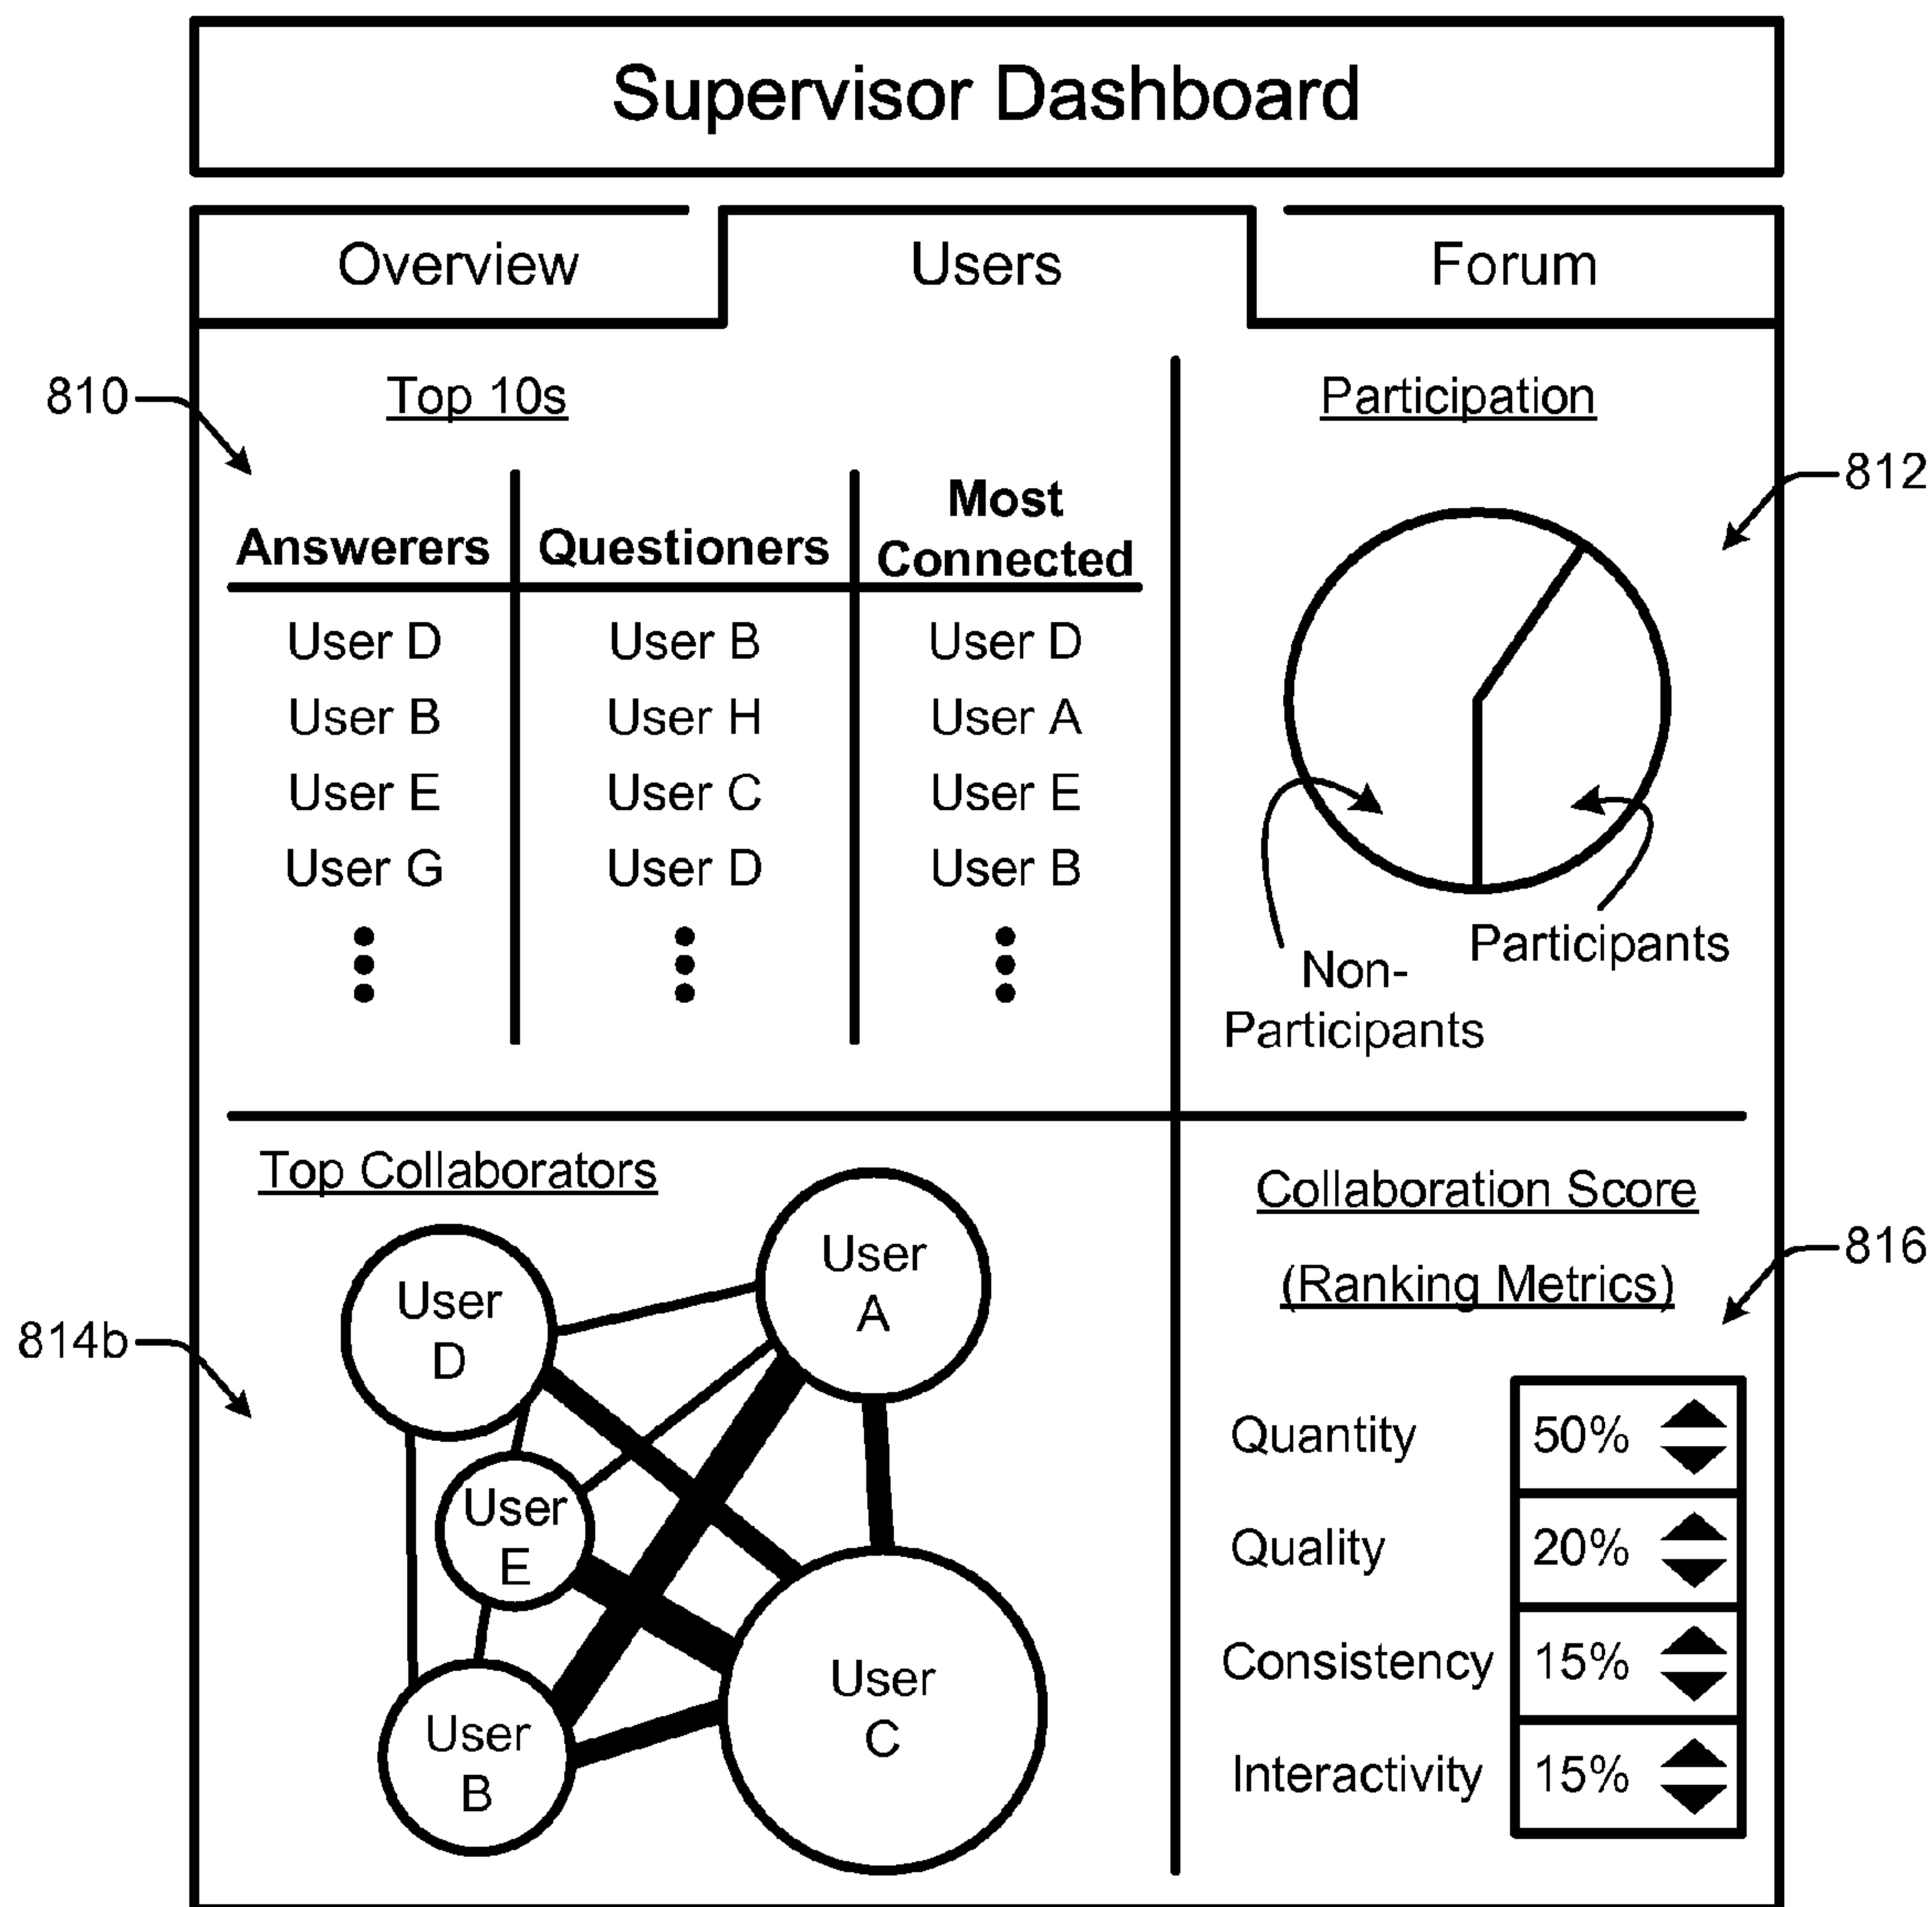 Supervisor Dashboard
Overview
Users
Forum
810
Top 10s
Answerers
Questioners
Most
Connected
User D
User B
User D
User B
User H
User A
User E
User C
User E
User G
User D
User B
Participation
812
Non-
Participants
Participants
Top Collaborators
814b
User
D
User
A
User
E
User
B
User
C
Collaboration Score
(Ranking Metrics)
816
Quantity 50%
Quality 20%
Consistency 15%
Interactivity 15%